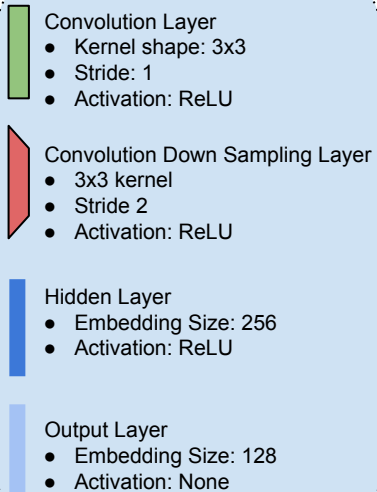 Convolution Layer
● Kernel shape: 3x3
● Stride: 1
● Activation: ReLU
Convolution Down Sampling Layer
● 3x3 kernel
● Stride 2
● Activation: ReLU
Hidden Layer
● Embedding Size: 256
● Activation: ReLU
Output Layer
● Embedding Size: 128
● Activation: None